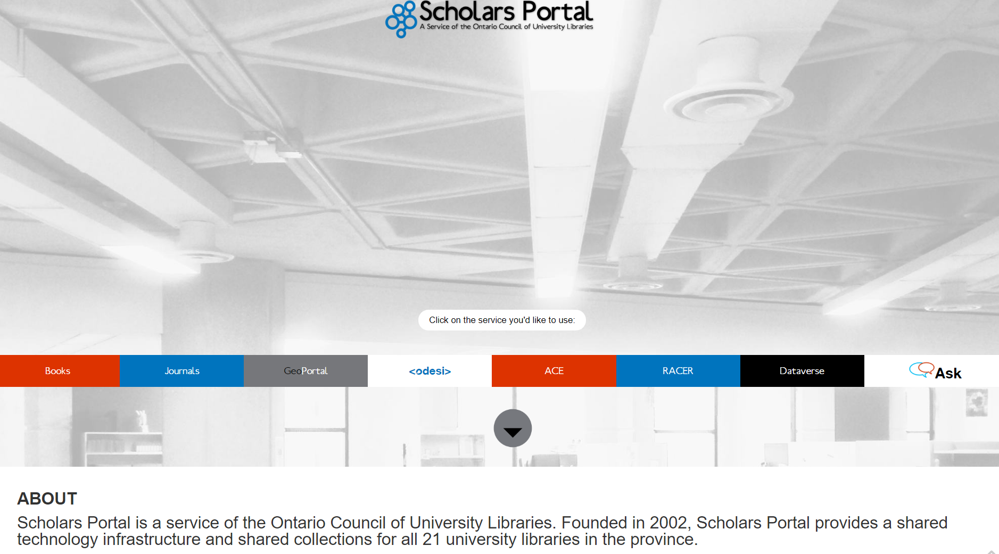 Scholars Portal
A Service of the Ontario Council of University Libraries
Click on the service you'd like to use:
Books
Journals
GeoPortal
<odesi>
ACE
RACER
Dataverse
Ask
ABOUT
Scholars Portal is a service of the Ontario Council of University Libraries. Founded in 2002, Scholars Portal provides a shared
technology infrastructure and shared collections for all 21 university libraries in the province.